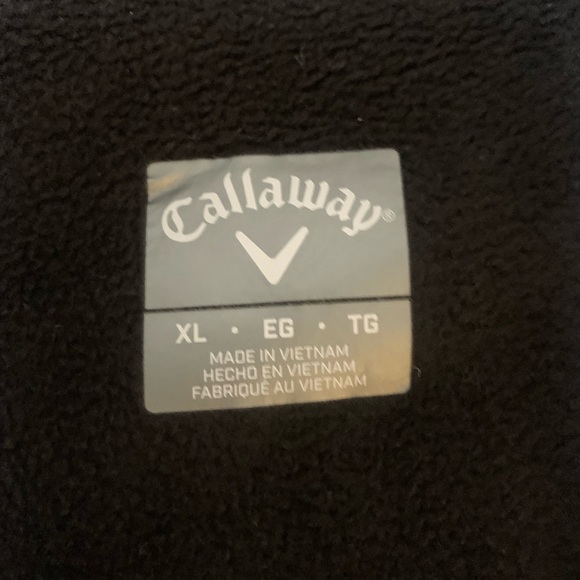 Callaway®
XL • EG • TG
MADE IN VIETNAM
HECHO EN VIETNAM
FABRIQUÉ AU VIETNAM